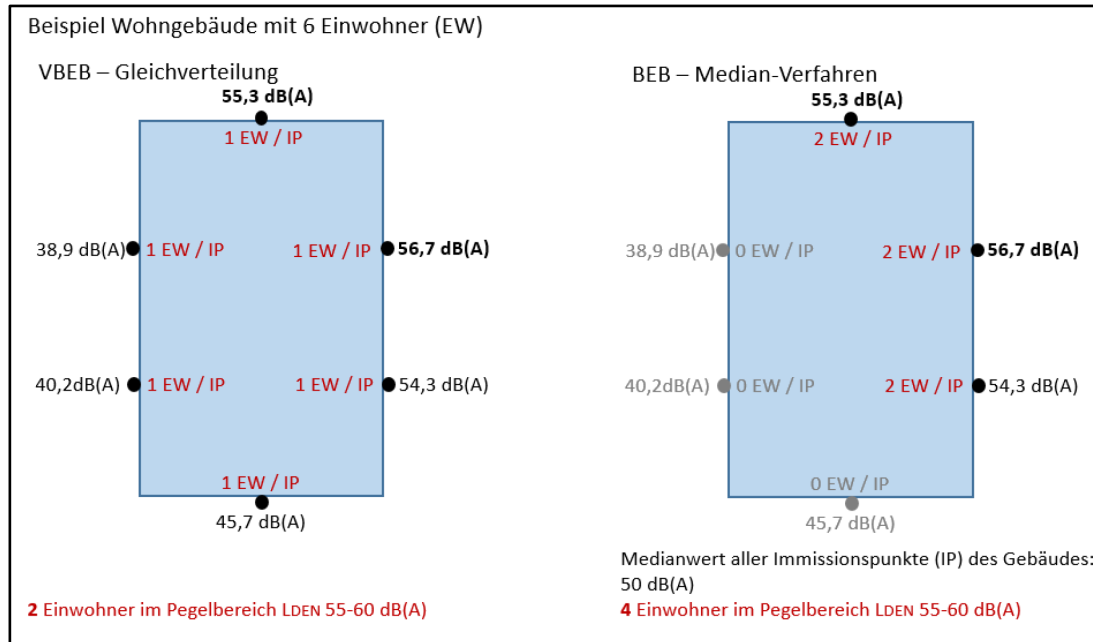 Beispiel Wohngebäude mit 6 Einwohner (EW)
VBEB – Gleichverteilung
55,3 dB(A)
1 EW / IP
38,9 dB(A) 1 EW / IP 1 EW / IP 56,7 dB(A)
40,2dB(A) 1 EW / IP 1 EW / IP 54,3 dB(A)
1 EW / IP
45,7 dB(A)
2 Einwohner im Pegelbereich LDEN 55-60 dB(A)
BEB – Median-Verfahren
55,3 dB(A)
2 EW / IP
38,9 dB(A) 0 EW / IP 2 EW / IP 56,7 dB(A)
40,2dB(A) 0 EW / IP 2 EW / IP 54,3 dB(A)
0 EW / IP
45,7 dB(A)
Medianwert aller Immissionspunkte (IP) des Gebäudes:
50 dB(A)
4 Einwohner im Pegelbereich LDEN 55-60 dB(A)